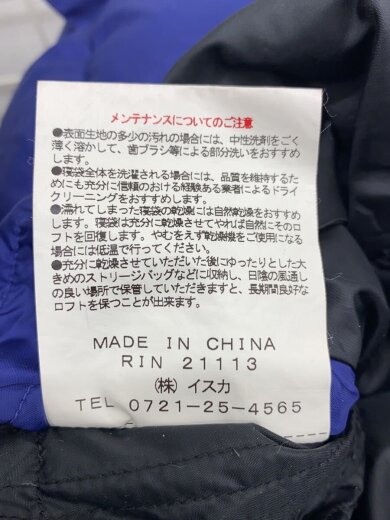 メンテナンスについてのご注意
●表面生地の多少の汚れの場合には、中性洗剤をごく
薄く溶かして、歯ブラシ等による部分洗いをおすすめ
します。
●寝袋全体を洗濯される場合には、品質を維持するた
めにも充分に信頼のおける経験ある業者によるドライ
クリーニングをおすすめします。
●濡れてしまった寝袋の乾燥には自然乾燥をおすすめ
します。寝袋は充分に乾燥させてやれば自然にそのロ
フトを回復します。やむをえず乾燥機をご使用になる
場合には低温で行ってください。
●充分に乾燥させていただいた後にゆったりとした大
きめのストリージバッグなどに収納し、日陰の風通し
の良い場所で保管していただきますと、長期間良好な
ロフトを保つことが出来ます。
MADE IN CHINA
RIN 21113
(株) イスカ
TEL 0721-25-4565